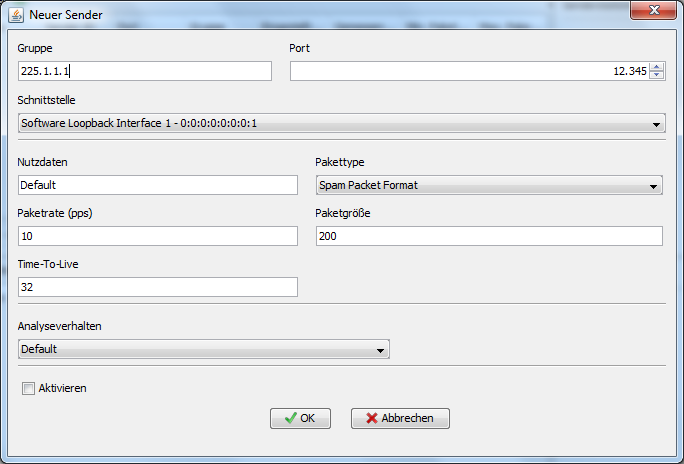 Neuer Sender
Gruppe Port
225.1.1.1 12.345
Schnittstelle
Software Loopback Interface 1 - 0:0:0:0:0:0:0:1
Nutzdaten Pakettype
Default Spam Packet Format
Paketrate (pps) Paketgröße
10 200
Time-To-Live
32
Analyseverhalten
Default
Aktivieren
OK Abbrechen